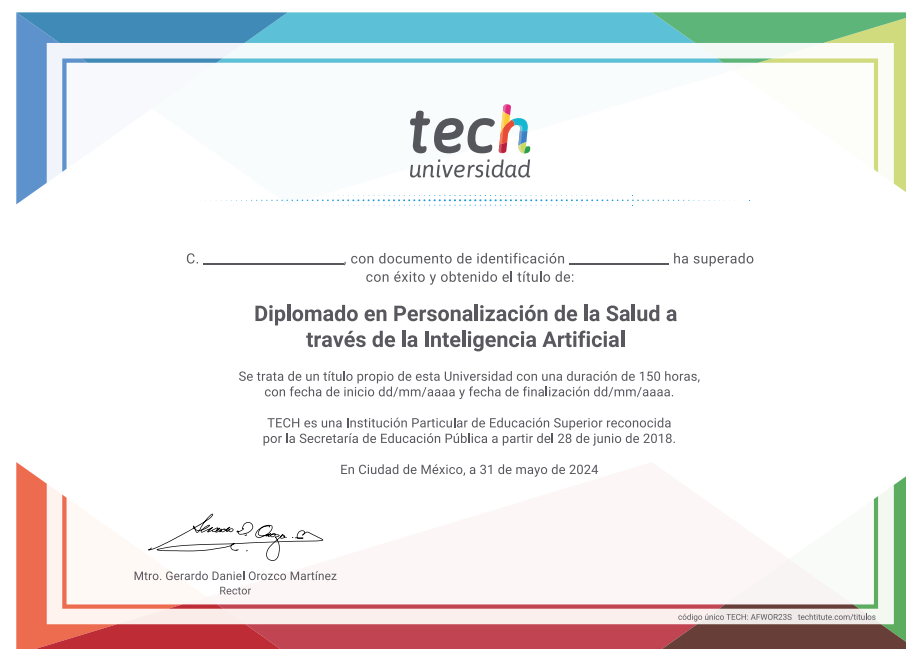 tech
universidad
C. ____________, con documento de identificación ____________ ha superado
con éxito y obtenido el título de:
Diplomado en Personalización de la Salud a
través de la Inteligencia Artificial
Se trata de un título propio de esta Universidad con una duración de 150 horas,
con fecha de inicio dd/mm/aaaa y fecha de finalización dd/mm/aaaa.
TECH es una Institución Particular de Educación Superior reconocida
por la Secretaría de Educación Pública a partir del 28 de junio de 2018.
En Ciudad de México, a 31 de mayo de 2024
Mtro. Gerardo Daniel Orozco Martínez
Rector
código único TECH: AFWOR23S techtitute.com/titulos